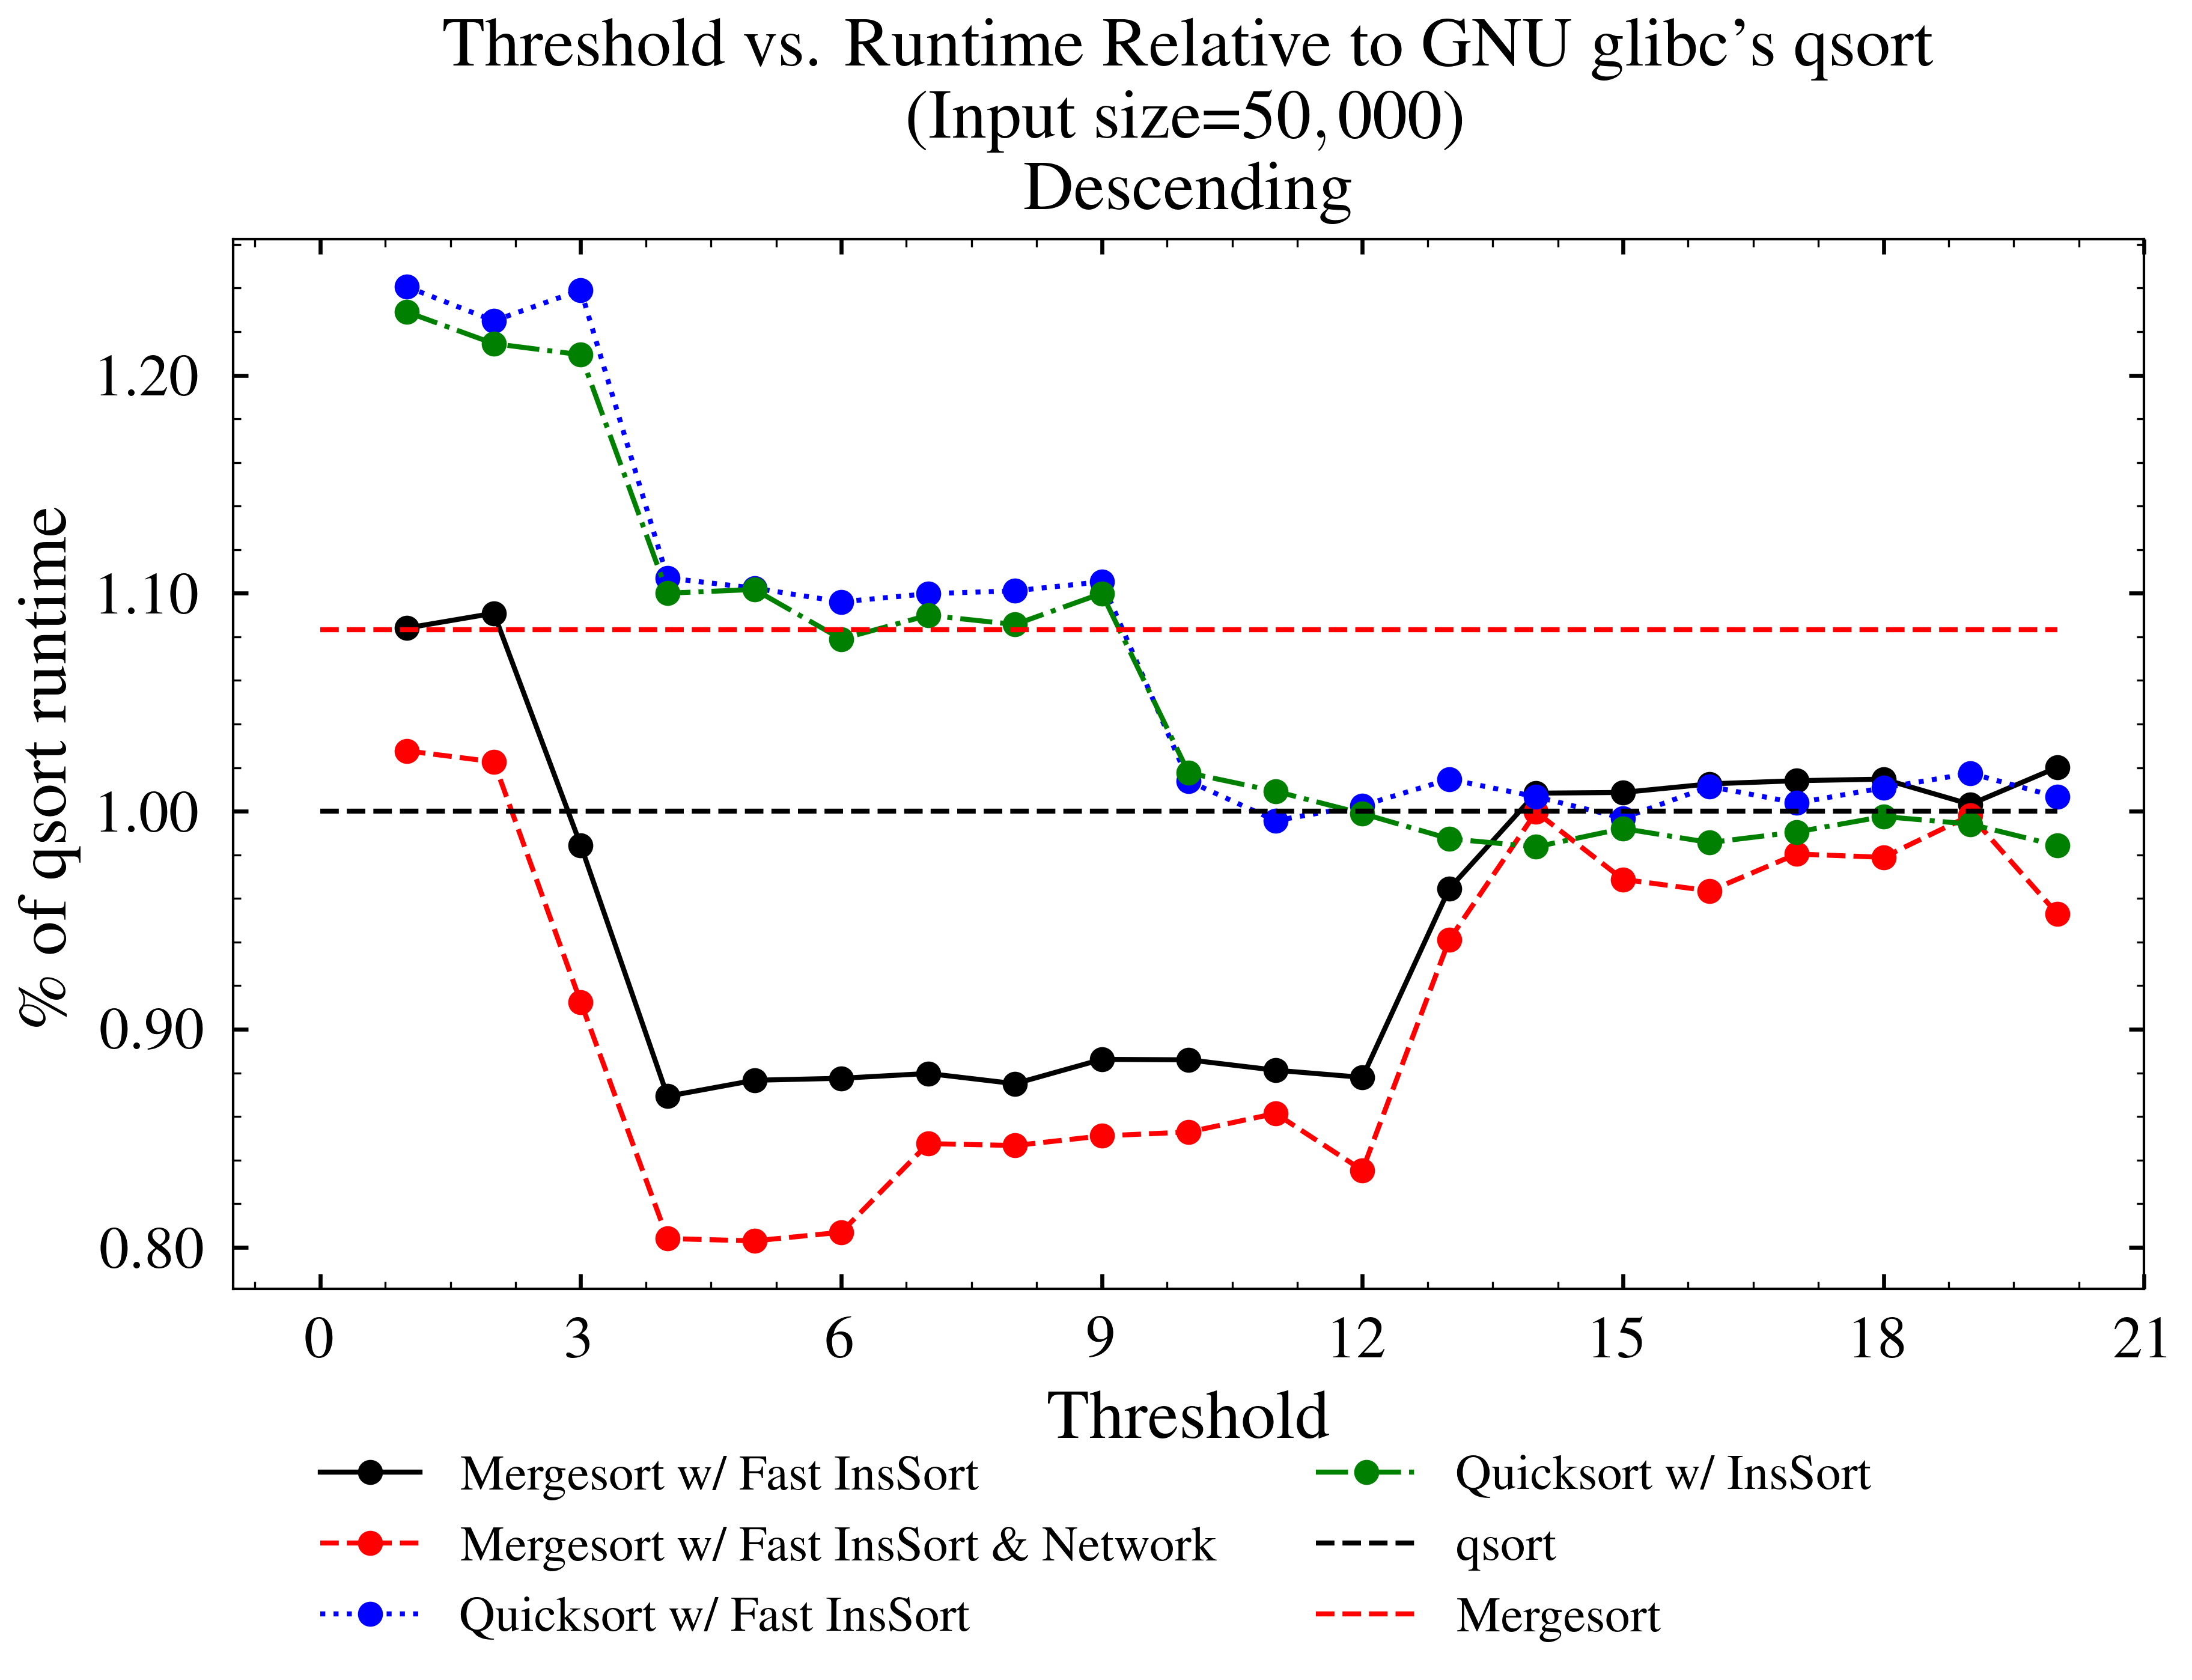 Threshold vs. Runtime Relative to GNU glibc’s qsort
(Input size=50,000)
Descending
% of qsort runtime
1.20
1.10
1.00
0.90
0.80
0 3 6 9 12 15 18 21
Threshold
Mergesort w/ Fast InsSort
Mergesort w/ Fast InsSort & Network
Quicksort w/ Fast InsSort
Quicksort w/ InsSort
qsort
Mergesort